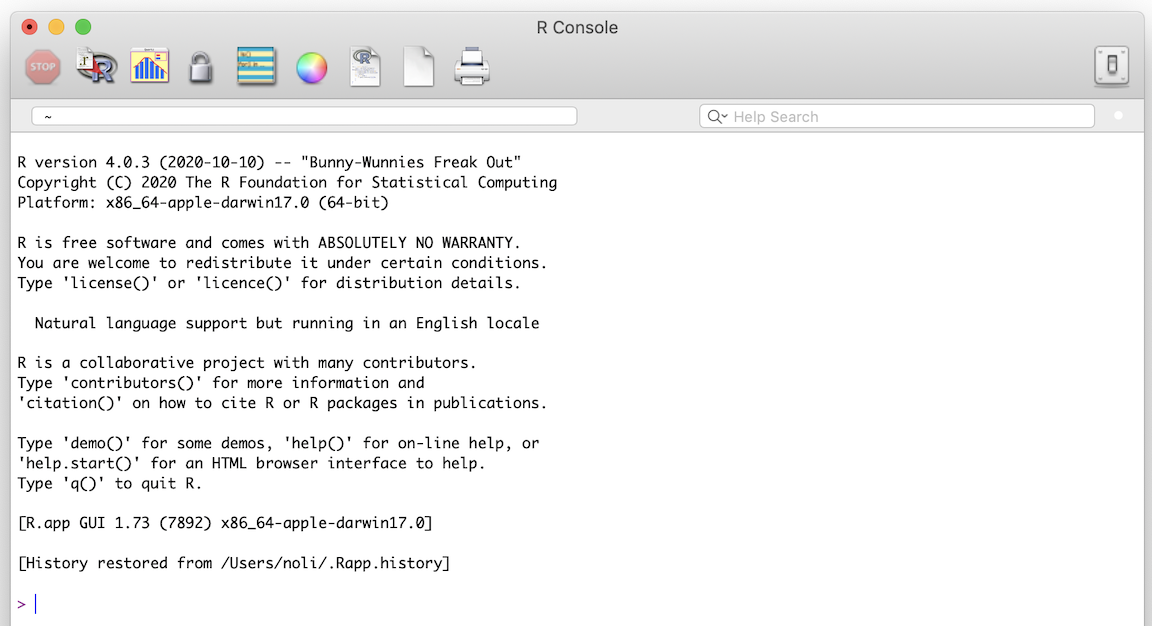 R Console
STOP
~
Help Search
R version 4.0.3 (2020-10-10) -- "Bunny-Wunnies Freak Out"
Copyright (C) 2020 The R Foundation for Statistical Computing
Platform: x86_64-apple-darwin17.0 (64-bit)
R is free software and comes with ABSOLUTELY NO WARRANTY.
You are welcome to redistribute it under certain conditions.
Type 'license()' or 'licence()' for distribution details.
  Natural language support but running in an English locale
R is a collaborative project with many contributors.
Type 'contributors()' for more information and
'citation()' on how to cite R or R packages in publications.
Type 'demo()' for some demos, 'help()' for on-line help, or
'help.start()' for an HTML browser interface to help.
Type 'q()' to quit R.
[R.app GUI 1.73 (7892) x86_64-apple-darwin17.0]
[History restored from /Users/noli/.Rapp.history]
>